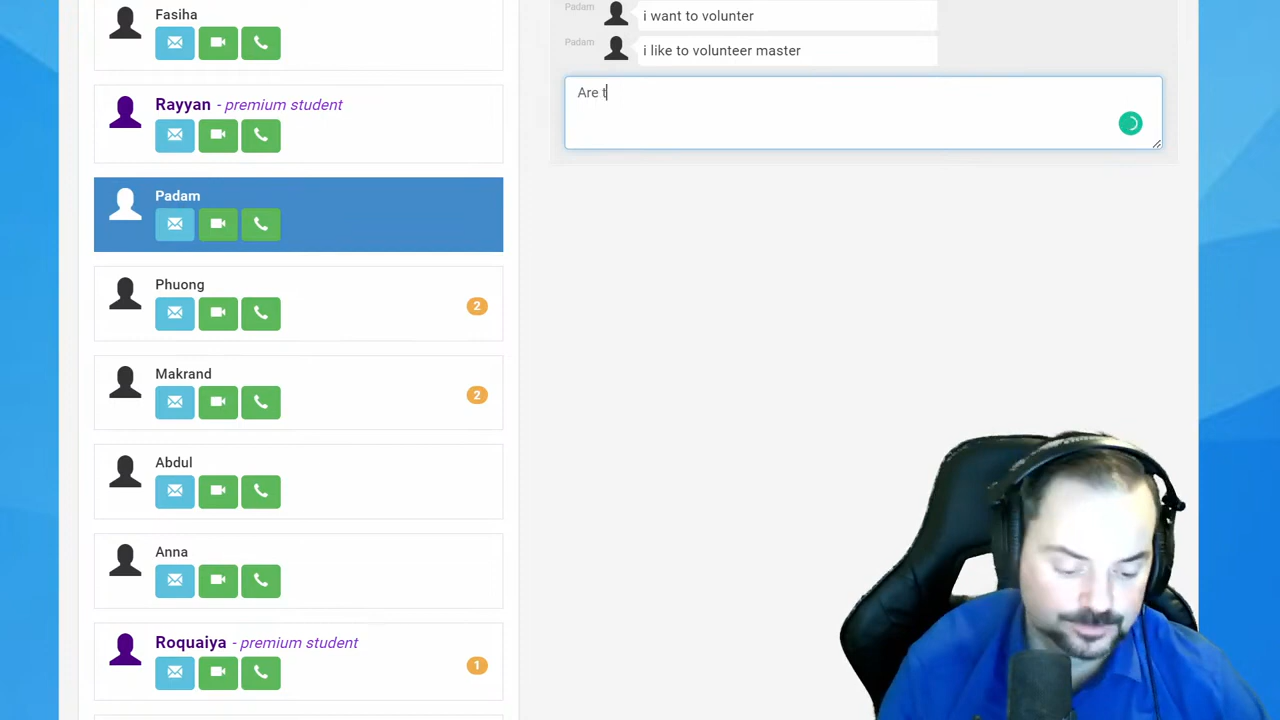 Fasiha
Rayyan - premium student
Padam
Phuong
2
Makrand
2
Abdul
Anna
Roquaiya - premium student
1
Padam i want to volunter
Padam i like to volunteer master
Are t